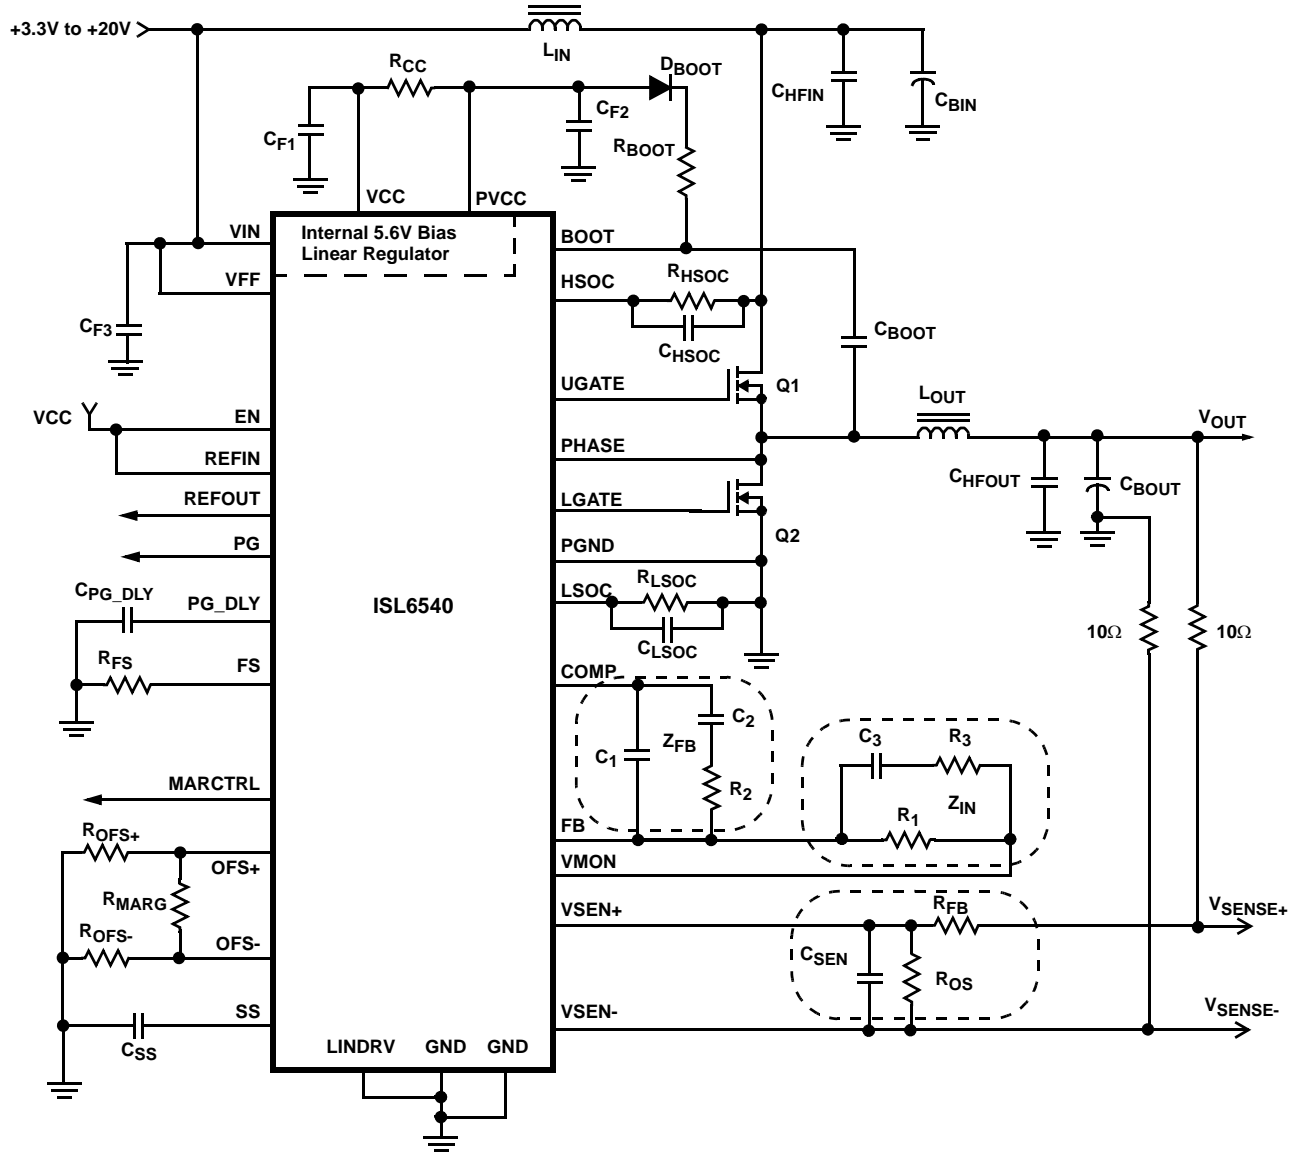 +3.3V to +20V
LIN
RCC
DBOOT
CHFIN
CBIN
CF1
CF2
RBOOT
VCC
PVCC
VIN
Internal 5.6V Bias
Linear Regulator
BOOT
VFF
HSOC
RHSOC
CF3
CHSOC
CBOOT
UGATE
Q1
LOUT
VCC
EN
VOUT
REFIN
PHASE
CHFOUT
CBOUT
REFOUT
LGATE
Q2
PG
PGND
CPG_DLY
PG_DLY
ISL6540
LSOC
RLSOC
CLSOC
10Ω
10Ω
RFS
FS
COMP
C1
ZFB
C2
R2
C3
R3
ZIN
R1
MARCTRL
FB
ROFS+
OFS+
VMON
RMARG
VSEN+
RFB
VSENSE+
ROFS-
OFS-
CSEN
ROS
SS
VSEN-
VSENSE-
CSS
LINDRV
GND
GND